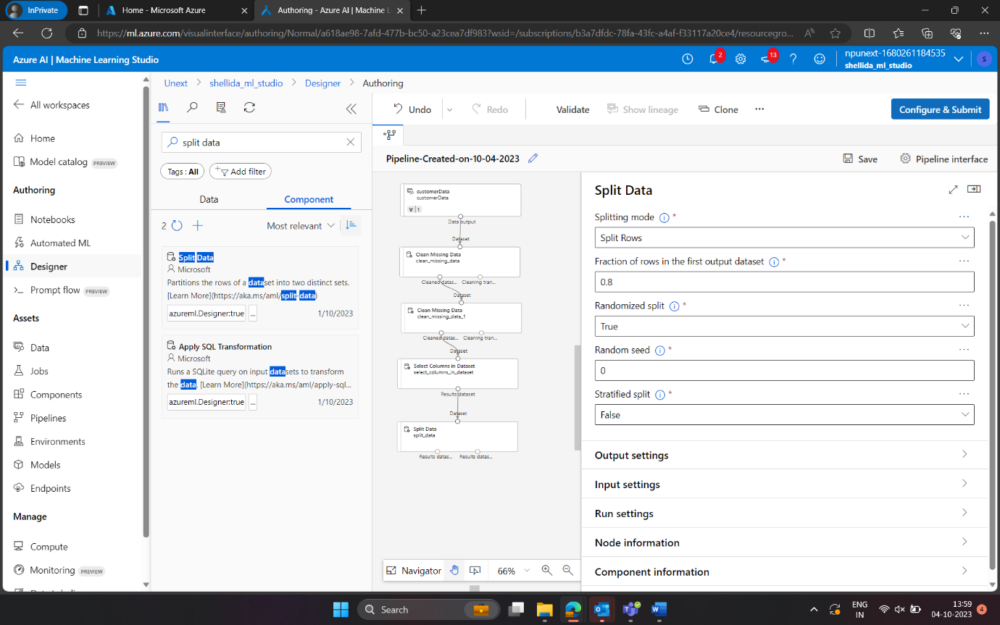 InPrivate
Home - Microsoft Azure
Authoring - Azure AI | Machine L
https://ml.azure.com/visualinterface/authoring/Normal/a618ae98-7afd-477b-bc50-a23cea7df983?wsid=/subscriptions/b3a7dfdc-78fa-43fc-a4af-f33117a20ce4/resourcegro...
Azure AI | Machine Learning Studio
2
13
npunext-1680261184535
shellida_ml_studio
S
All workspaces
Home
Model catalog PREVIEW
Authoring
Notebooks
Automated ML
Designer
Prompt flow PREVIEW
Assets
Data
Jobs
Components
Pipelines
Environments
Models
Endpoints
Manage
Compute
Monitoring PREVIEW
Unext > shellida_ml_studio > Designer > Authoring
split data
Tags : All
Add filter
Data
Component
2
Most relevant
Split Data
Microsoft
Partitions the rows of a dataset into two distinct sets.
[Learn More](https://aka.ms/aml/split-data)
azureml.Designer:true ... 1/10/2023
Apply SQL Transformation
Microsoft
Runs a SQLite query on input datasets to transform
the data. [Learn More](https://aka.ms/aml/apply-sql...
azureml.Designer:true ... 1/10/2023
Undo
Redo
Validate
Show lineage
Clone
...
Configure & Submit
Pipeline-Created-on-10-04-2023
Save
Pipeline interface
customerData
customerData
V | 1
Data output
Dataset
Clean Missing Data
clean_missing_data
Cleaned datas... Cleaning tran...
Dataset
Clean Missing Data
clean_missing_data_1
Cleaned datas... Cleaning tran...
Dataset
Select Columns in Dataset
select_columns_in_dataset
Results dataset
Dataset
Split Data
split_data
Results datas... Results datas...
Navigator
66%
Split Data
Splitting mode *
Split Rows
Fraction of rows in the first output dataset *
0.8
Randomized split *
True
Random seed *
0
Stratified split *
False
Output settings
Input settings
Run settings
Node information
Component information
Search
ENG
IN
13:59
04-10-2023
4